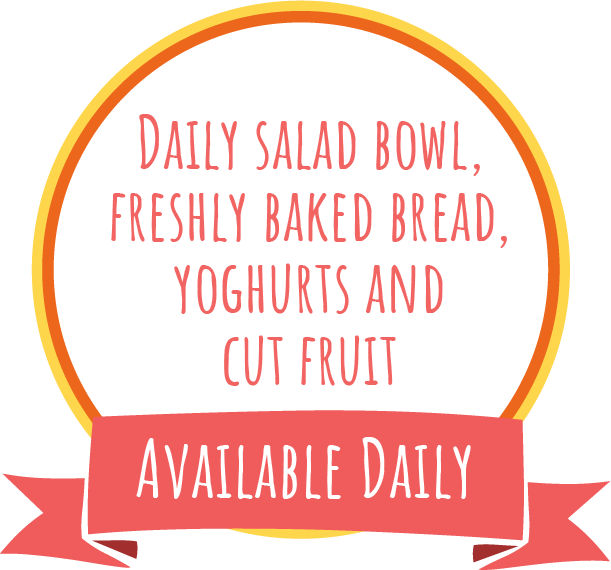 Daily salad bowl,
freshly baked bread,
yoghurts and
cut fruit
Available Daily